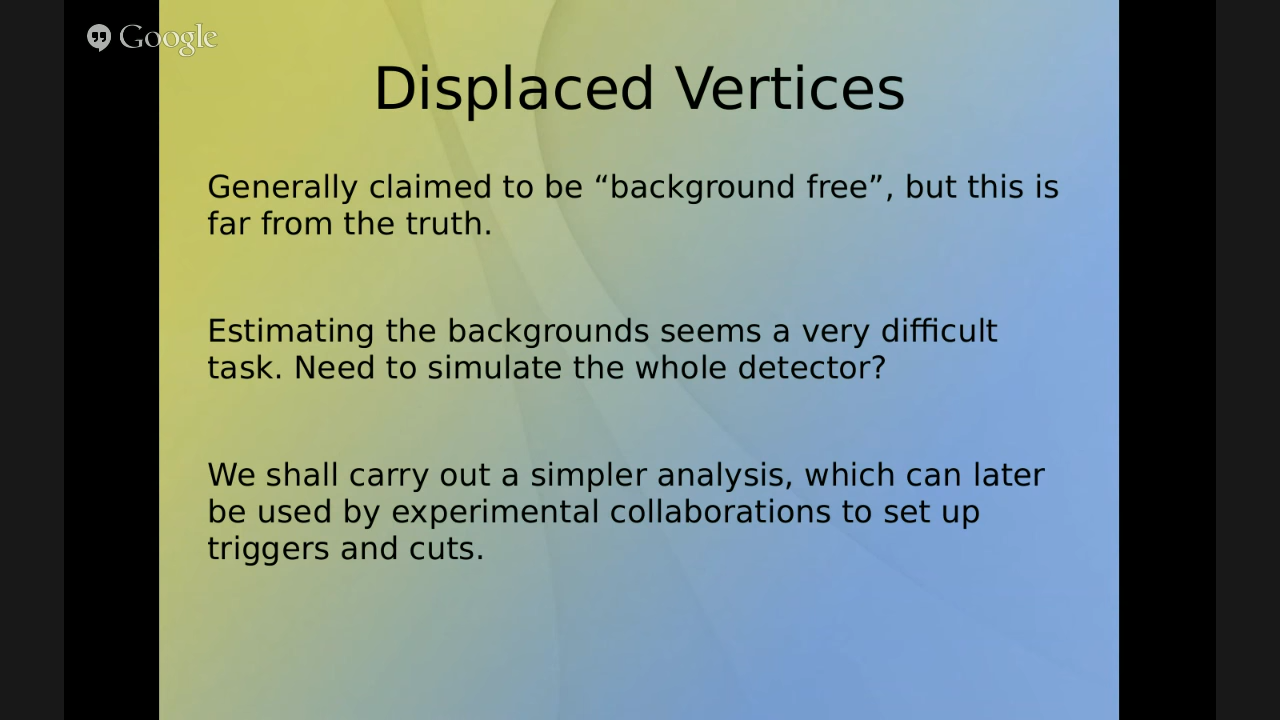 Google
Displaced Vertices
Generally claimed to be “background free”, but this is
far from the truth.
Estimating the backgrounds seems a very difficult
task. Need to simulate the whole detector?
We shall carry out a simpler analysis, which can later
be used by experimental collaborations to set up
triggers and cuts.